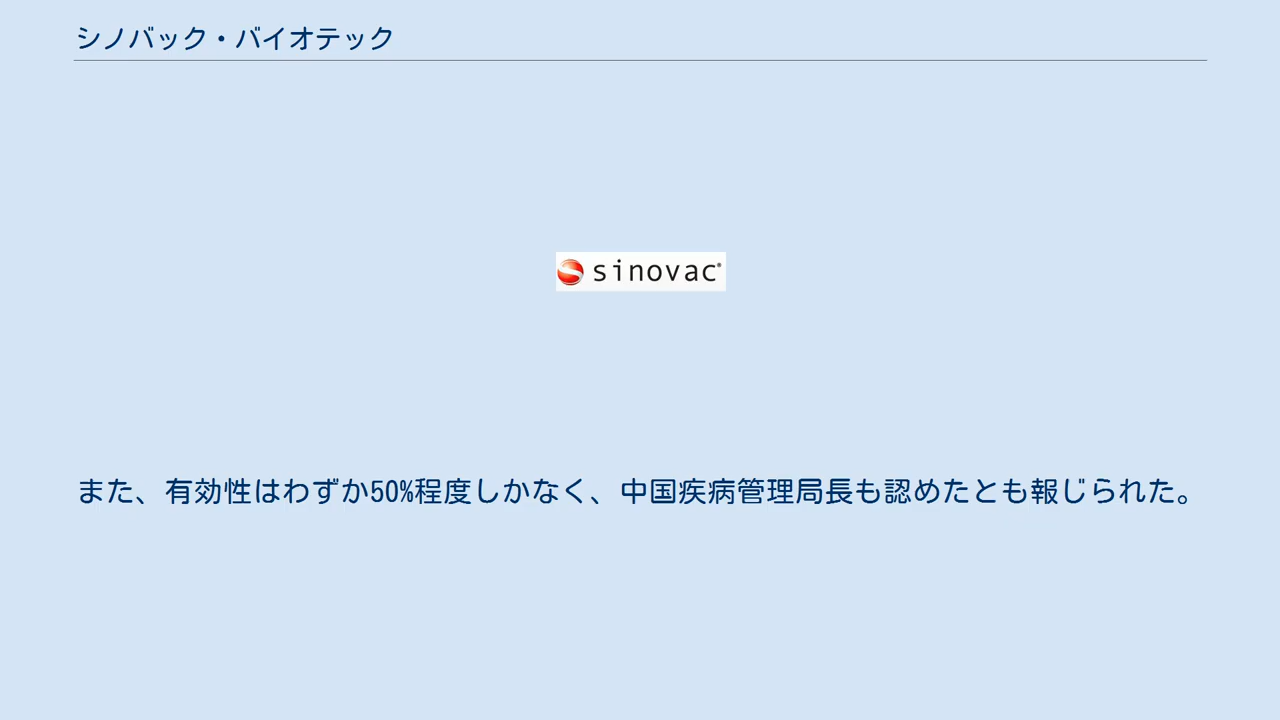 シノバック・バイオテック
sinovac®
また、有効性はわずか50%程度しかなく、中国疾病管理局長も認めたとも報じられた。